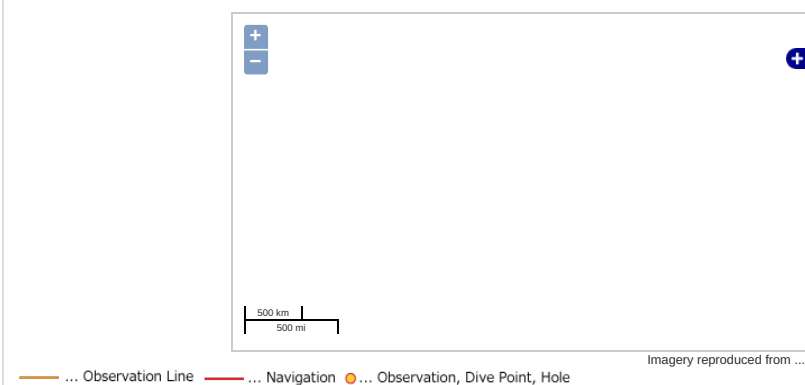 +
−
+
500 km
500 mi
Imagery reproduced from ...
... Observation Line ... Navigation ... Observation, Dive Point, Hole